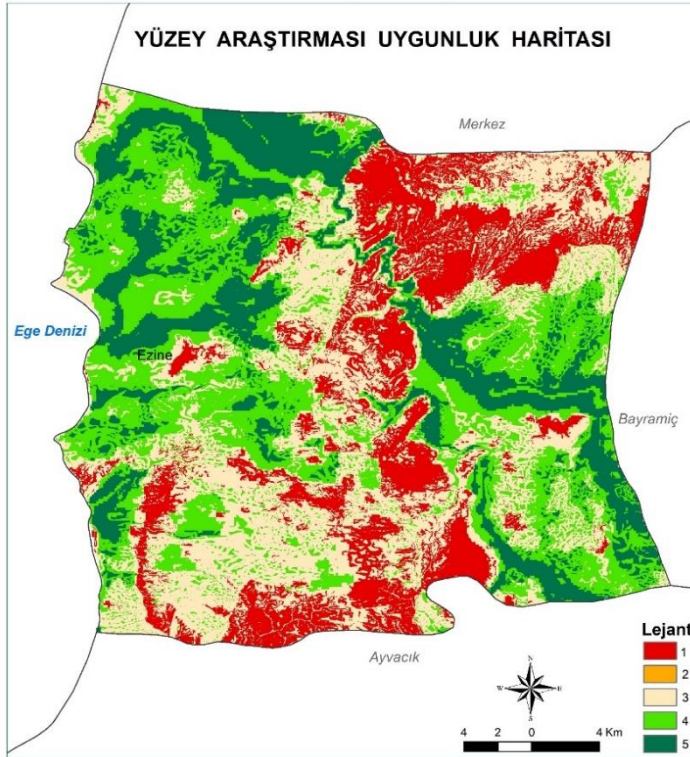 YÜZEY ARAŞTIRMASI UYGUNLUK HARİTASI
Merkez
Ege Denizi
Ezine
Bayramiç
Ayvacık
Lejant
1
2
3
4
5
N
W E
S
4 2 0 4 Km